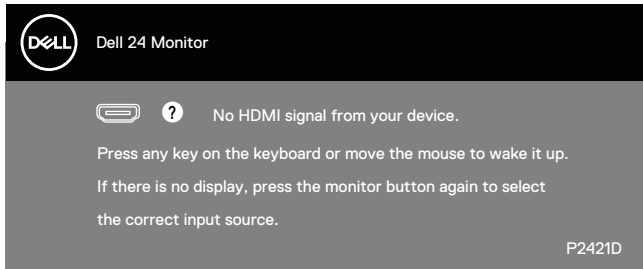 DELL
Dell 24 Monitor
? No HDMI signal from your device.
Press any key on the keyboard or move the mouse to wake it up.
If there is no display, press the monitor button again to select
the correct input source.
P2421D